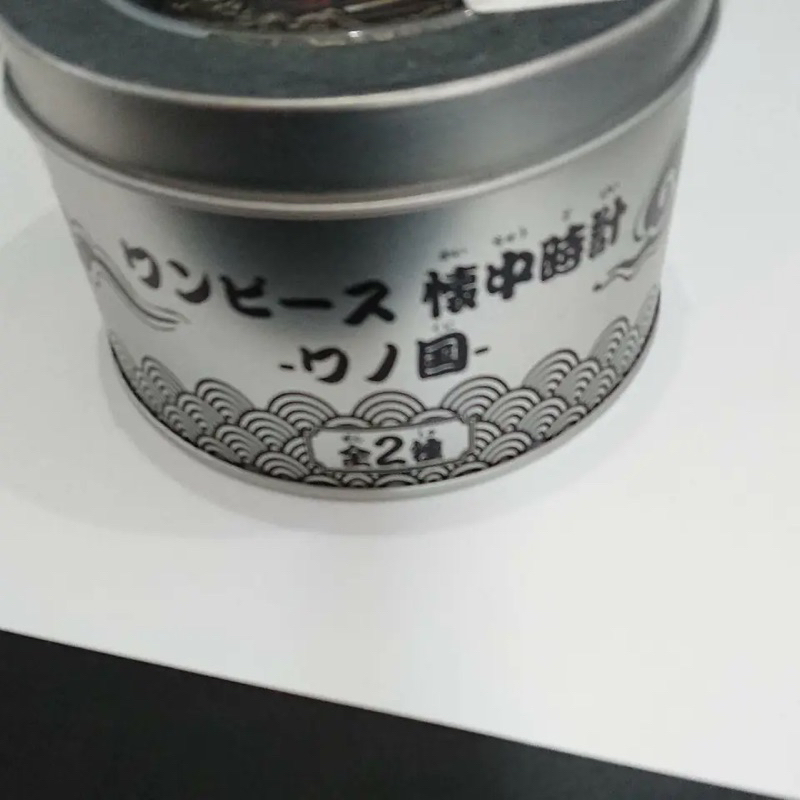 ワンピース 懐中時計
-ワノ国-
全2種